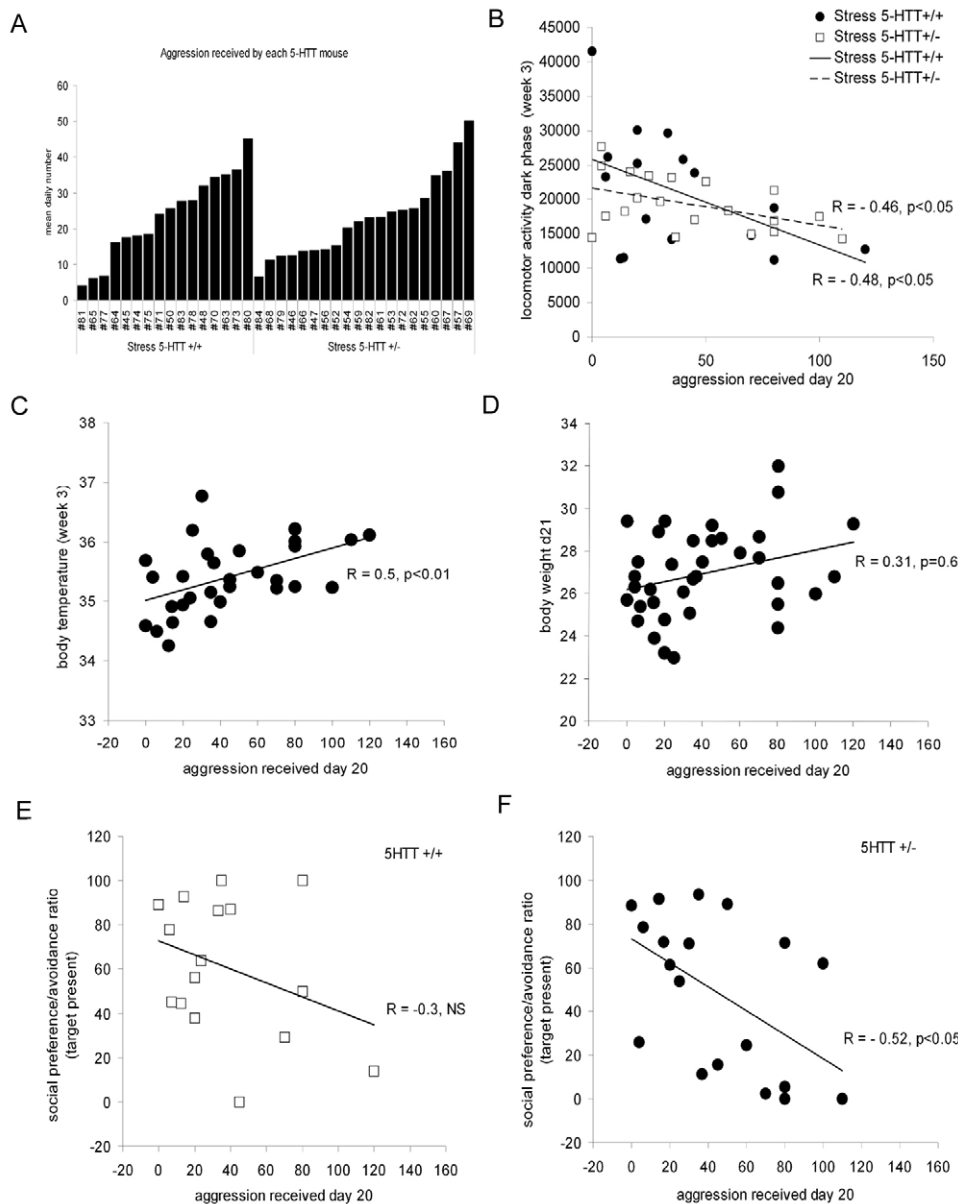 A
Aggression received by each 5-HTT mouse
mean daily number
60
50
40
30
20
10
0
#81 #65 #77 #64 #45 #74 #75 #71 #50 #83 #78 #48 #70 #63 #73 #80 #84 #68 #79 #46 #66 #47 #56 #52 #54 #59 #82 #61 #53 #72 #62 #55 #60 #67 #57 #69
Stress 5-HTT +/+ Stress 5-HTT +/-
B
Stress 5-HTT+/+
Stress 5-HTT+/-
Stress 5-HTT+/+
Stress 5-HTT+/-
locomotor activity dark phase (week 3)
45000
40000
35000
30000
25000
20000
15000
10000
5000
0
R = - 0.46, p<0.05
R = - 0.48, p<0.05
0 50 100 150
aggression received day 20
C
body temperature (week 3)
38
37
36
35
34
33
R = 0.5, p<0.01
-20 0 20 40 60 80 100 120 140 160
aggression received day 20
D
body weight d21
34
32
30
28
26
24
22
20
R = 0.31, p=0.6
-20 0 20 40 60 80 100 120 140 160
aggression received day 20
E
5HTT +/+
social preference/avoidance ratio
(target present)
120
100
80
60
40
20
0
-20
R = -0.3, NS
-20 0 20 40 60 80 100 120 140 160
aggression received day 20
F
5HTT +/-
social preference/avoidance ratio
(target present)
120
100
80
60
40
20
0
-20
R = - 0.52, p<0.05
-20 0 20 40 60 80 100 120 140 160
aggression received day 20